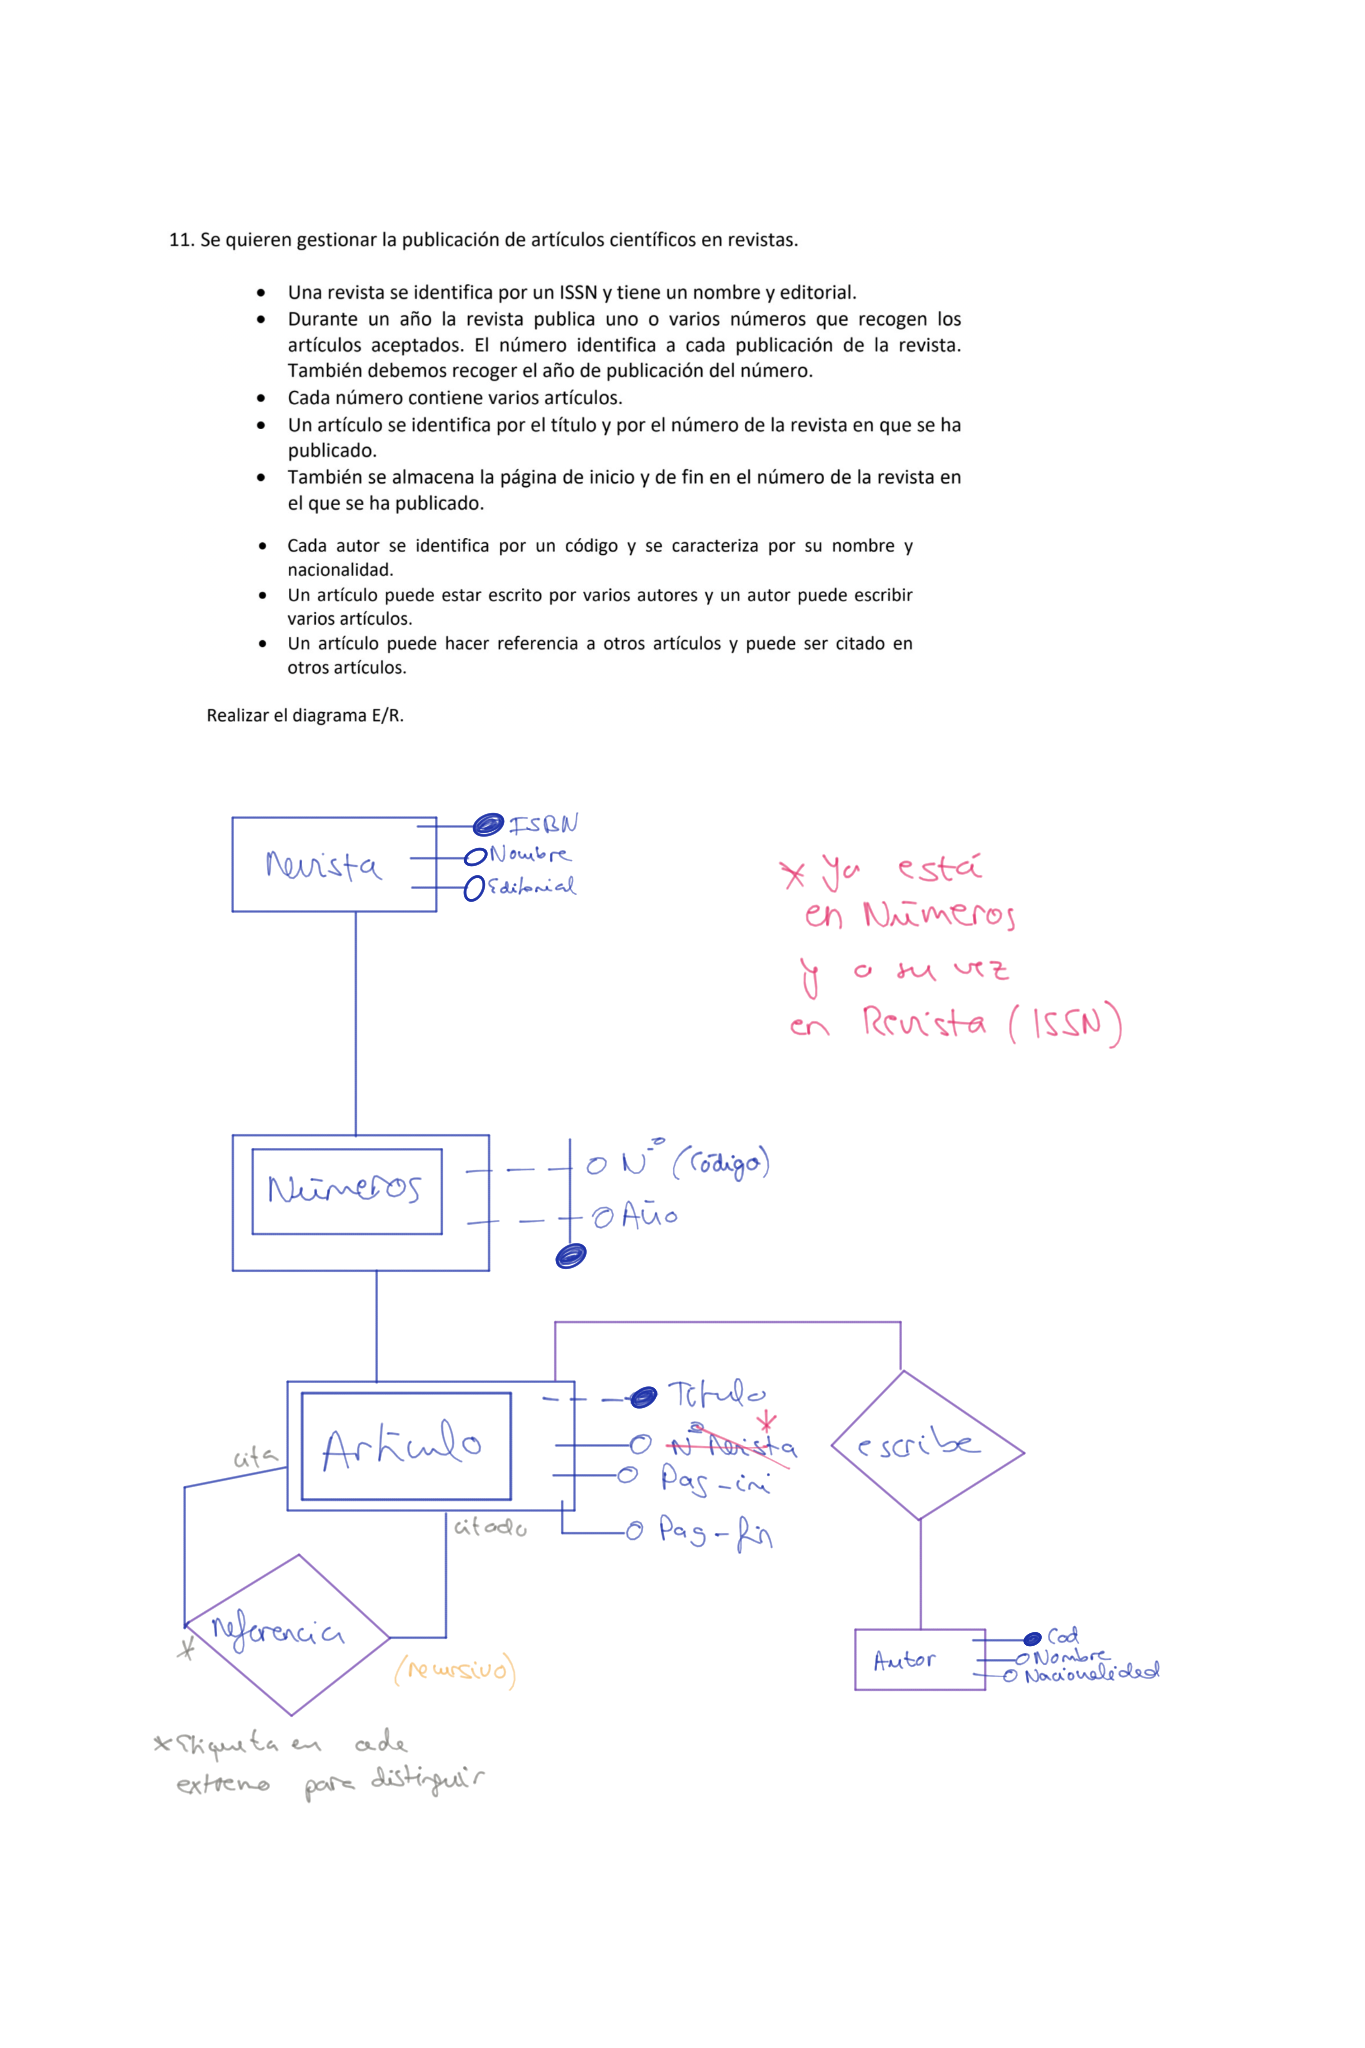 11. Se quieren gestionar la publicación de artículos científicos en revistas.
• Una revista se identifica por un ISSN y tiene un nombre y editorial.
• Durante un año la revista publica uno o varios números que recogen los
artículos aceptados. El número identifica a cada publicación de la revista.
También debemos recoger el año de publicación del número.
• Cada número contiene varios artículos.
• Un artículo se identifica por el título y por el número de la revista en que se ha
publicado.
• También se almacena la página de inicio y de fin en el número de la revista en
el que se ha publicado.
• Cada autor se identifica por un código y se caracteriza por su nombre y
nacionalidad.
• Un artículo puede estar escrito por varios autores y un autor puede escribir
varios artículos.
• Un artículo puede hacer referencia a otros artículos y puede ser citado en
otros artículos.
Realizar el diagrama E/R.
Revista
ISBN
Nombre
Editorial
* Ya está
en Números
y a su vez
en Revista (ISSN)
Números
Nº (Código)
Año
Artículo
Título
Nº Revista *
Pag-ini
Pag-fin
escribe
cita
citado
referencia
*
(recursivo)
Autor
Cod
Nombre
Nacionalidad
* Etiqueta en cada
extremo para distinguir